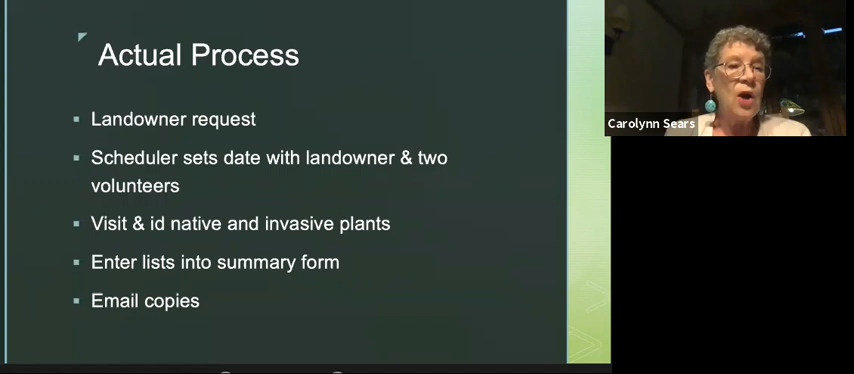 Actual Process
Landowner request
Scheduler sets date with landowner & two
volunteers
Visit & id native and invasive plants
Enter lists into summary form
Email copies
Carolynn Sears